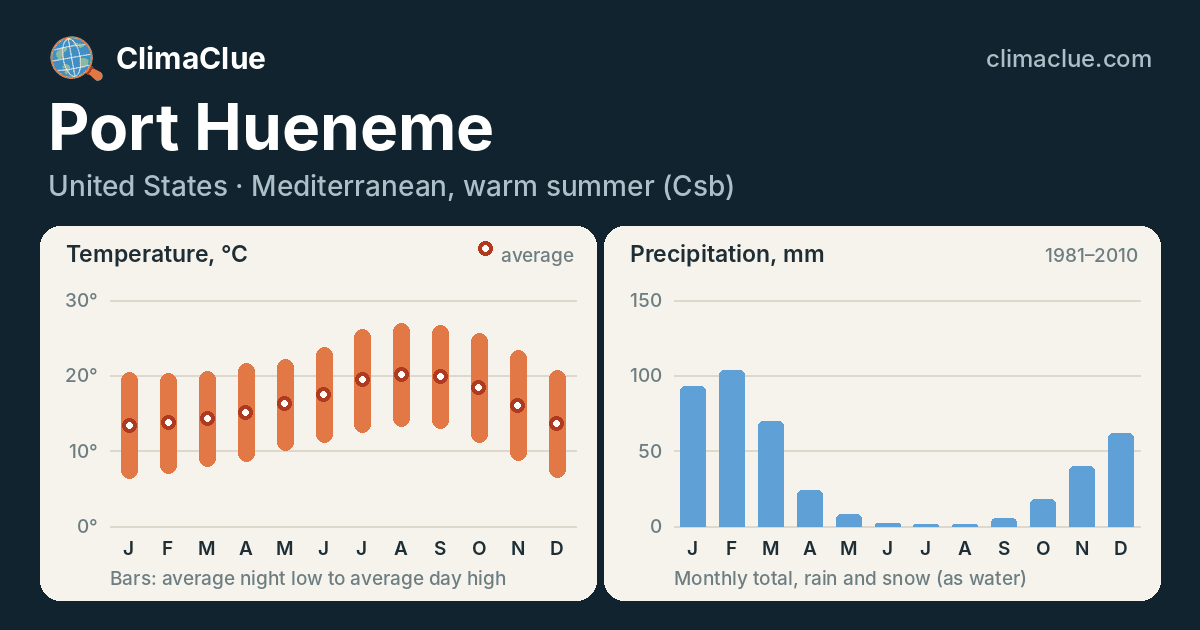 ClimaClue
climaclue.com
Port Hueneme
United States · Mediterranean, warm summer (Csb)
Temperature, °C
average
30°
20°
10°
0°
J F M A M J J A S O N D
Bars: average night low to average day high
Precipitation, mm
1981–2010
150
100
50
0
J F M A M J J A S O N D
Monthly total, rain and snow (as water)